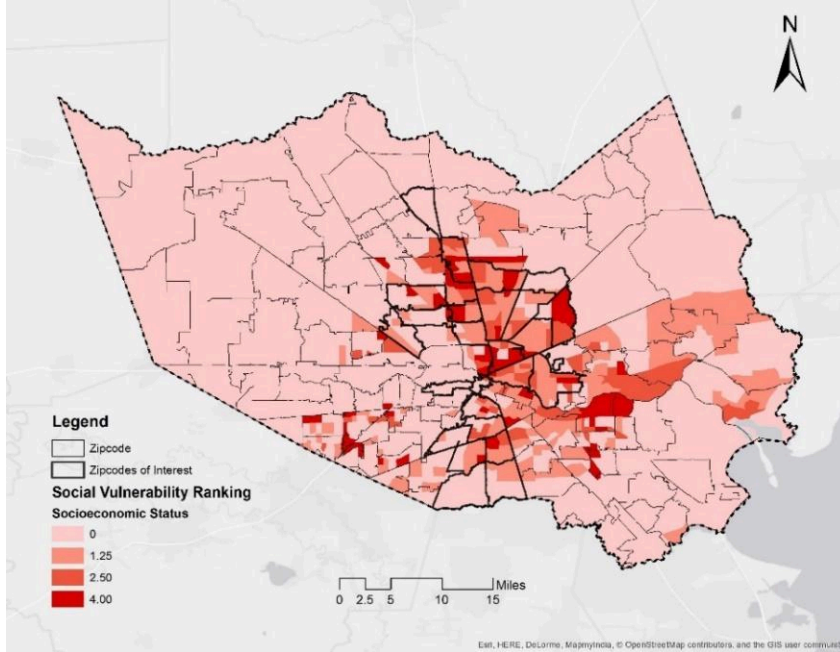 N
Legend
Zipcode
Zipcodes of Interest
Social Vulnerability Ranking
Socioeconomic Status
0
1.25
2.50
4.00
Miles
0 2.5 5 10 15
Esri, HERE, DeLorme, MapmyIndia, © OpenStreetMap contributors, and the GIS user